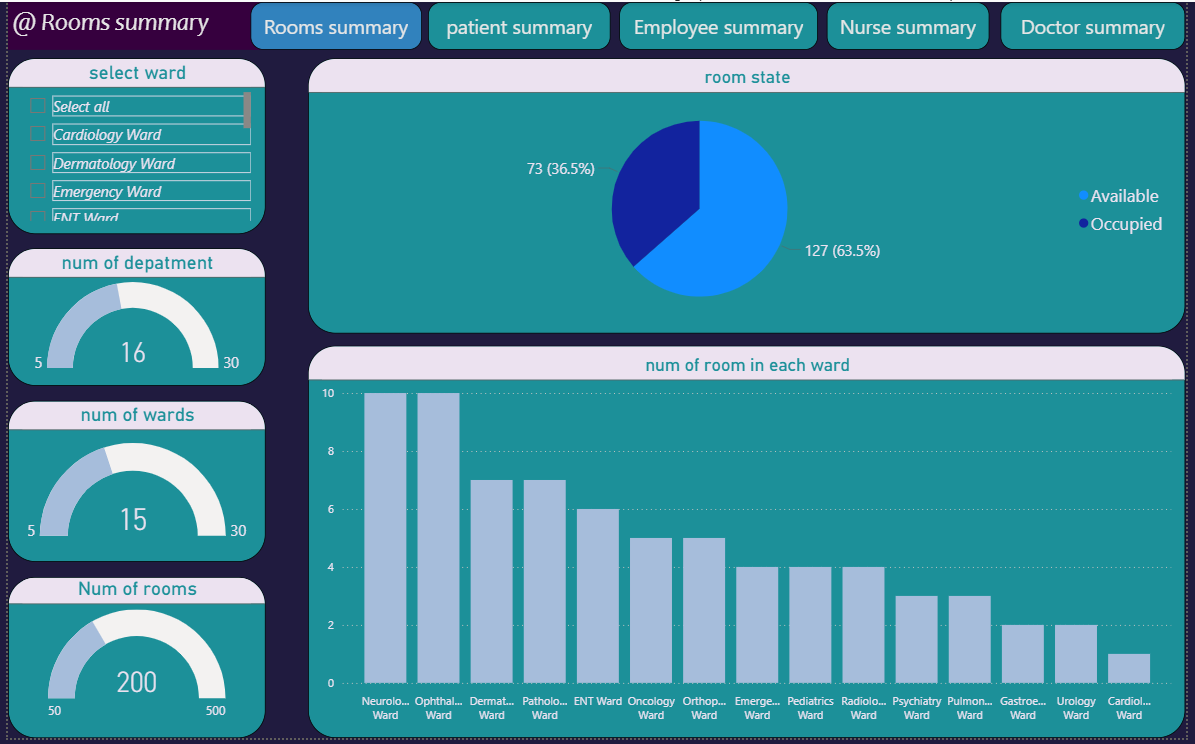 @ Rooms summary
Rooms summary
patient summary
Employee summary
Nurse summary
Doctor summary
select ward
Select all
Cardiology Ward
Dermatology Ward
Emergency Ward
ENT Ward
num of depatment
16
5
30
num of wards
15
5
30
Num of rooms
200
50
500
room state
73 (36.5%)
127 (63.5%)
Available
Occupied
num of room in each ward
10
8
6
4
2
0
Neurolo... Ward
Ophthal... Ward
Dermat... Ward
Patholo... Ward
ENT Ward
Oncology Ward
Orthop... Ward
Emerge... Ward
Pediatrics Ward
Radiolo... Ward
Psychiatry Ward
Pulmon... Ward
Gastroe... Ward
Urology Ward
Cardiol... Ward